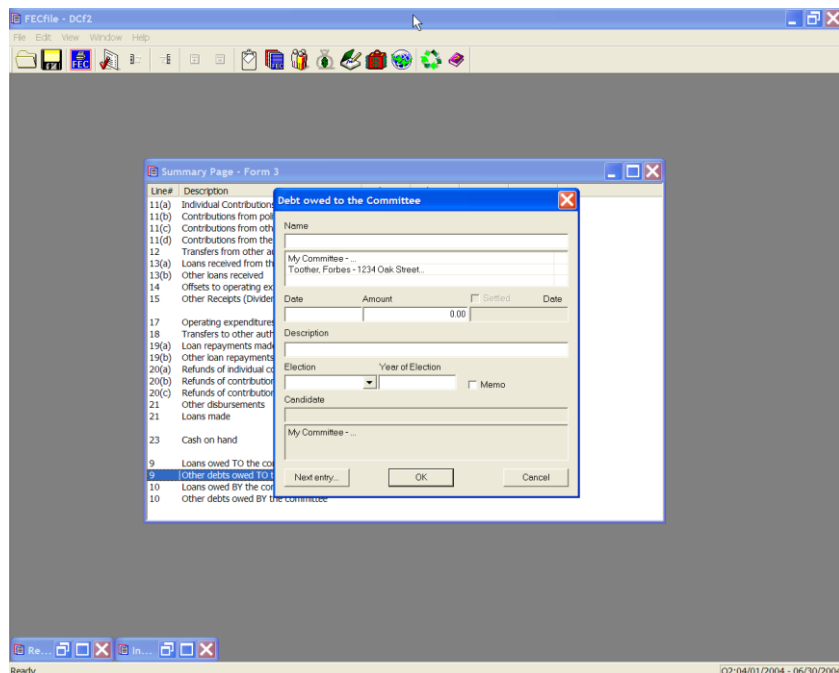 FECfile - DCf2
File Edit View Window Help
FEC
Summary Page - Form 3
Line# Description
11(a) Individual Contributions
11(b) Contributions from poli
11(c) Contributions from oth
11(d) Contributions from the
12 Transfers from other au
13(a) Loans received from th
13(b) Other loans received
14 Offsets to operating ex
15 Other Receipts (Dividen
17 Operating expenditures
18 Transfers to other auth
19(a) Loan repayments made
19(b) Other loan repayments
20(a) Refunds of individual co
20(b) Refunds of contribution
20(c) Refunds of contribution
21 Other disbursements
21 Loans made
23 Cash on hand
9 Loans owed TO the con
9 Other debts owed TO t
10 Loans owed BY the con
10 Other debts owed BY the committee
Debt owed to the Committee
Name
My Committee - ...
Toother, Forbes - 1234 Oak Street...
Date Amount Settled Date
0.00
Description
Election Year of Election
Memo
Candidate
My Committee - ...
Next entry... OK Cancel
Re... In...
Ready Q2:04/01/2004 - 06/30/2004